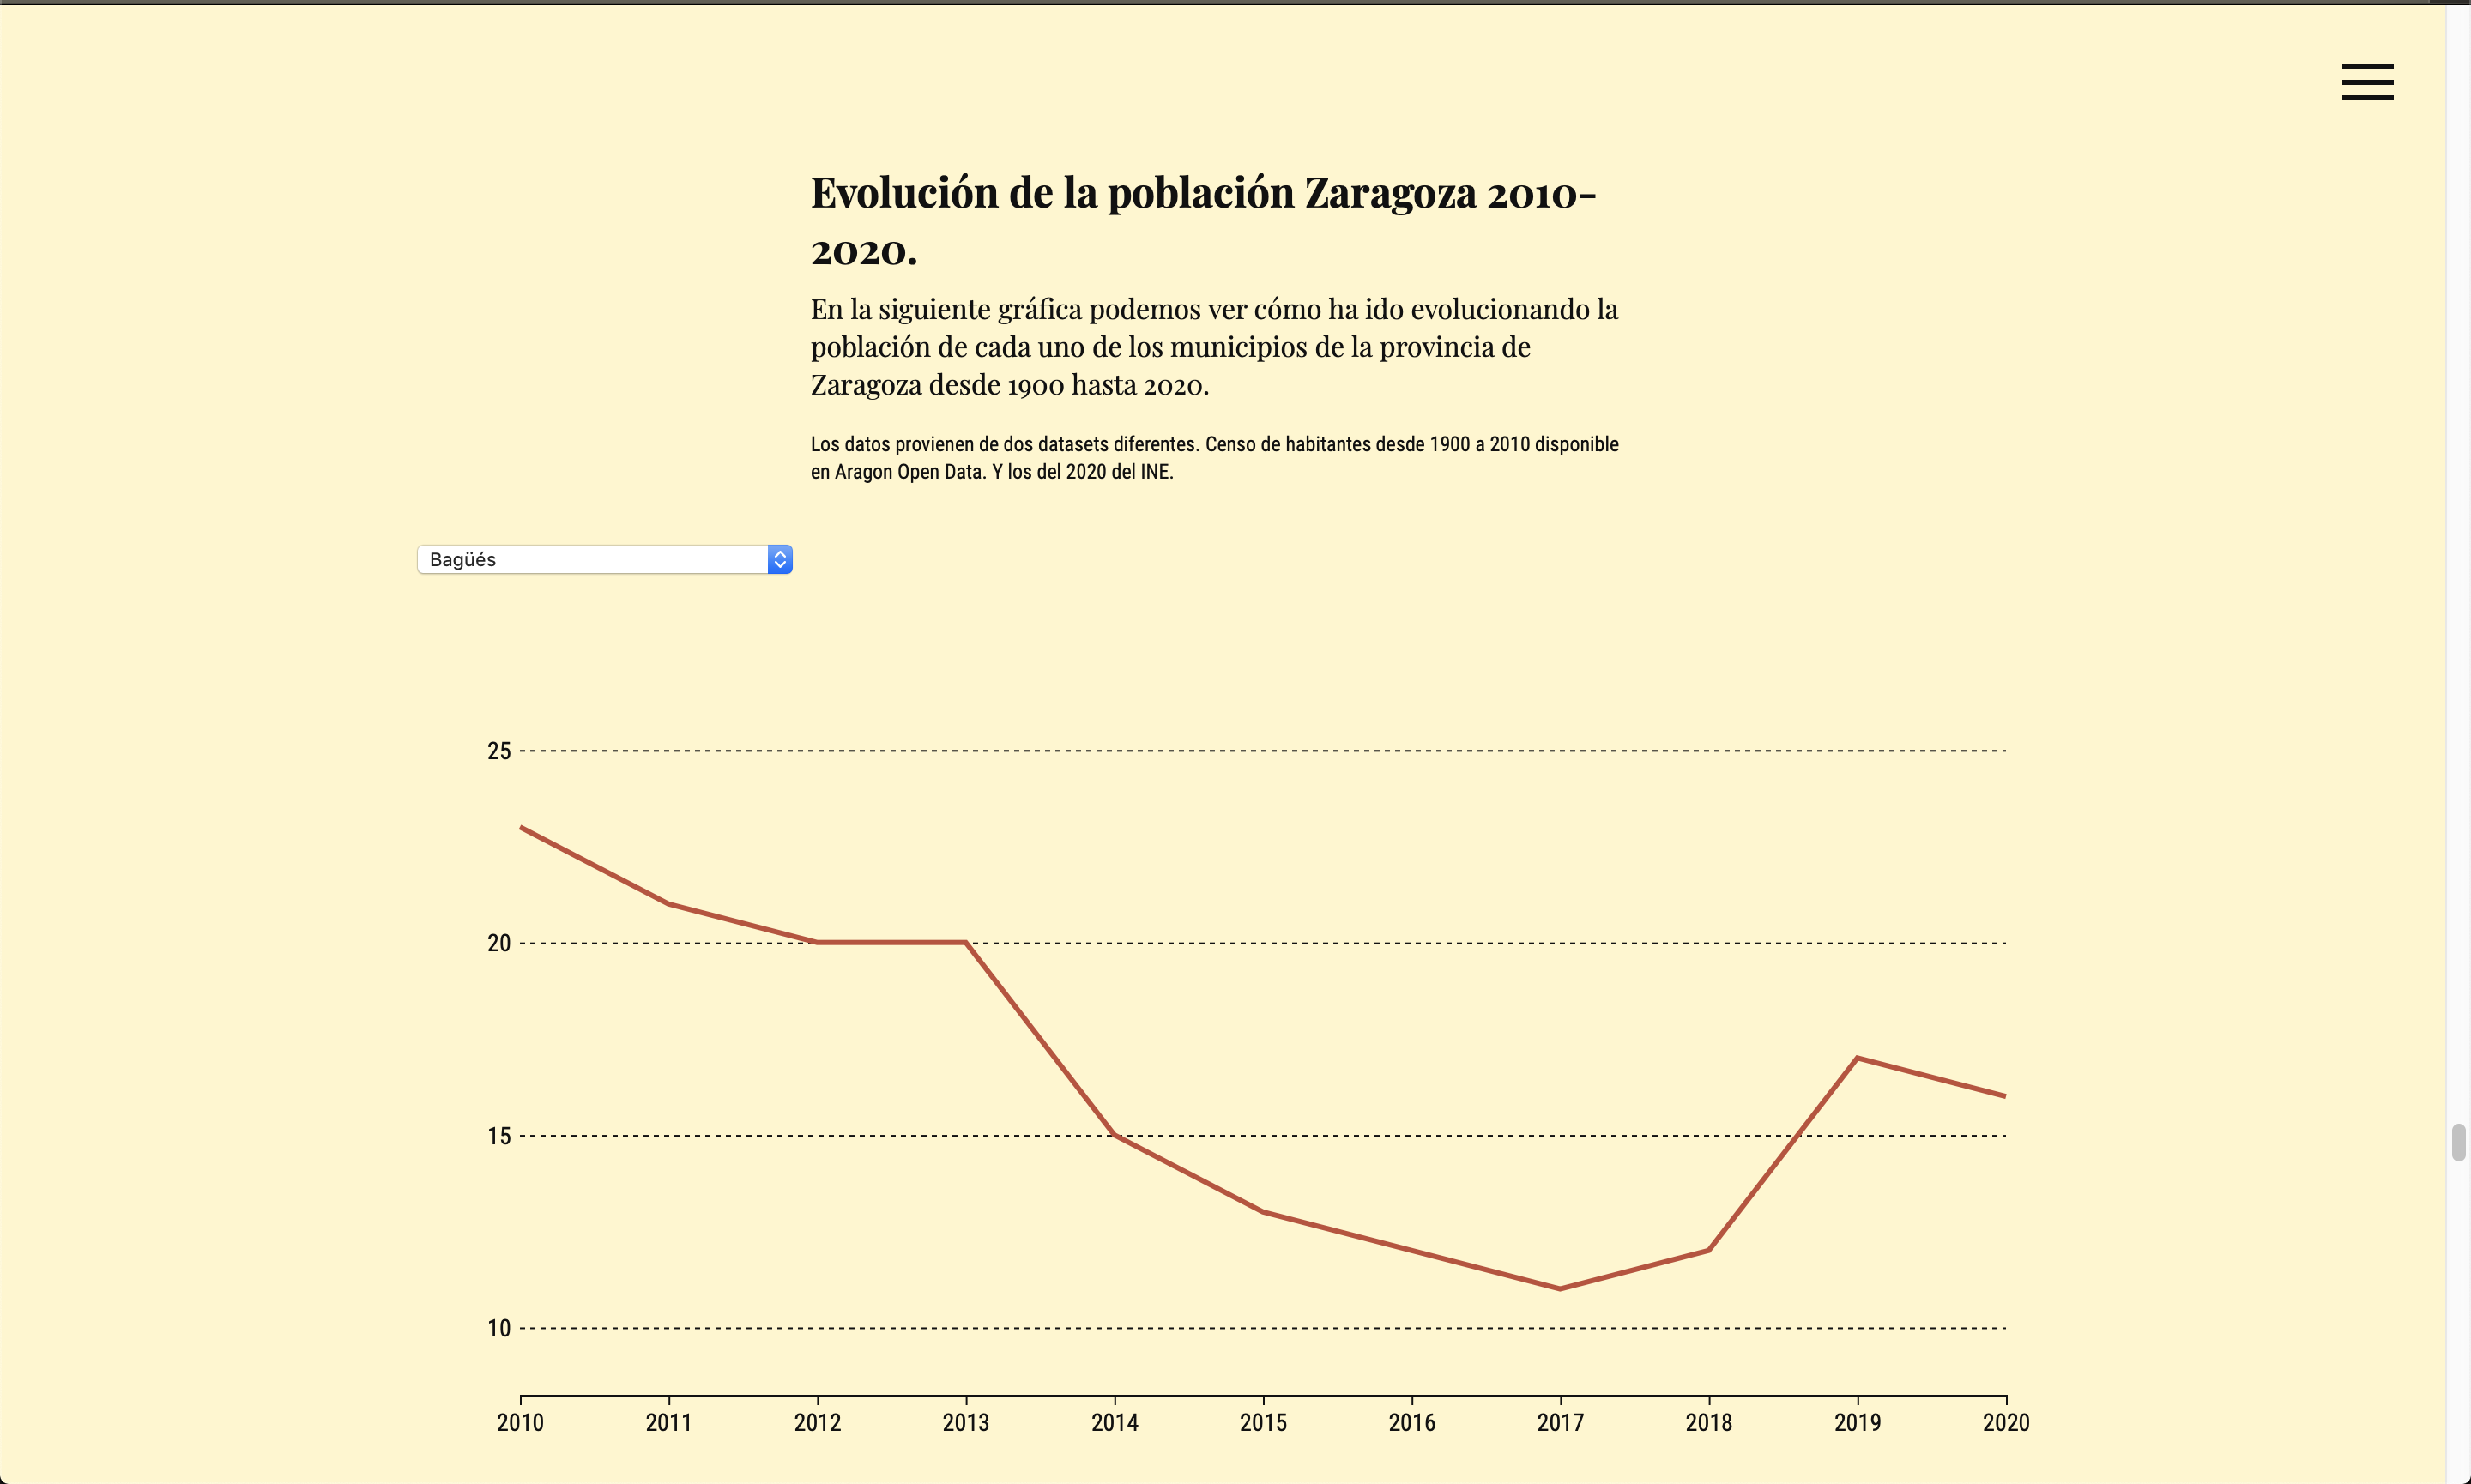 Evolución de la población Zaragoza 2010-
2020.
En la siguiente gráfica podemos ver cómo ha ido evolucionando la
población de cada uno de los municipios de la provincia de
Zaragoza desde 1900 hasta 2020.
Los datos provienen de dos datasets diferentes. Censo de habitantes desde 1900 a 2010 disponible
en Aragon Open Data. Y los del 2020 del INE.
Bagüés
25
20
15
10
2010 2011 2012 2013 2014 2015 2016 2017 2018 2019 2020